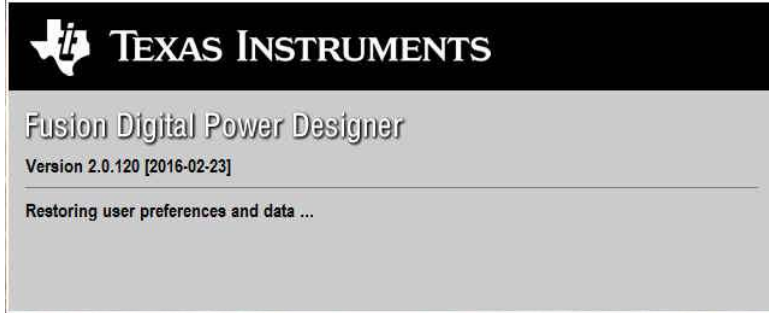 TEXAS INSTRUMENTS
Fusion Digital Power Designer
Version 2.0.120 [2016-02-23]
Restoring user preferences and data ...